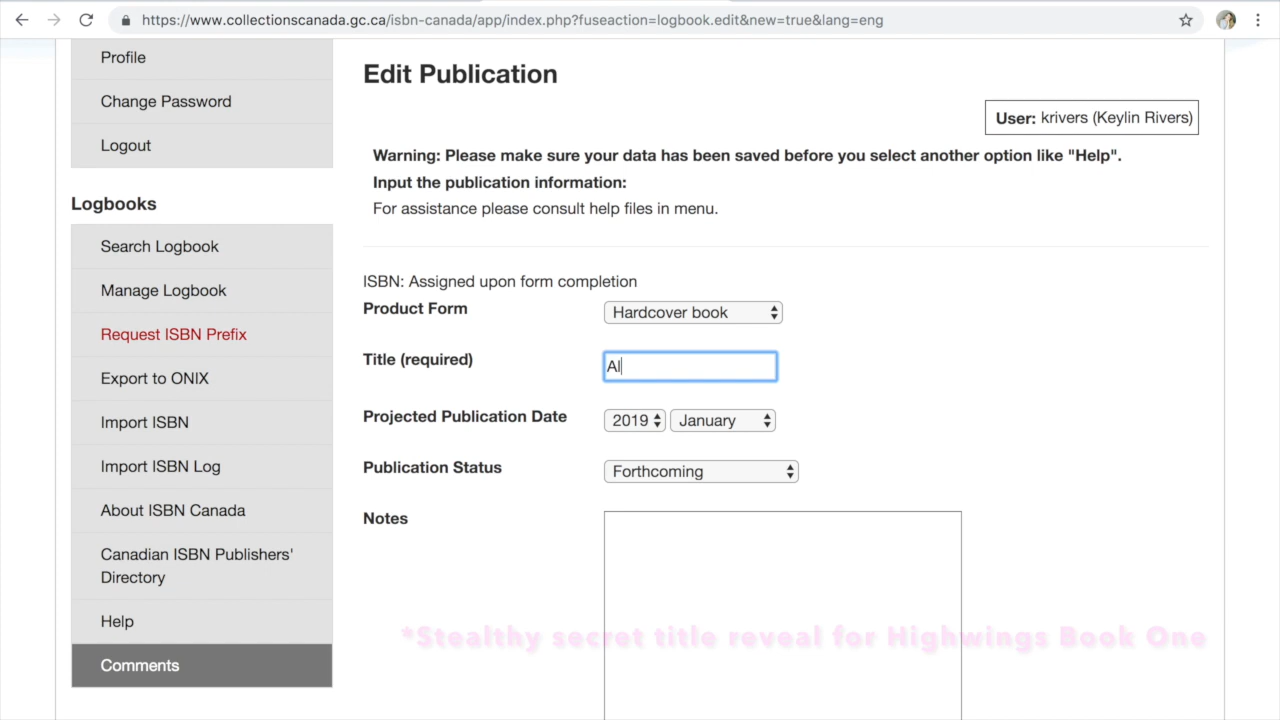 https://www.collectionscanada.gc.ca/isbn-canada/app/index.php?fuseaction=logbook.edit&new=true&lang=eng
Profile
Change Password
Logout
Logbooks
Search Logbook
Manage Logbook
Request ISBN Prefix
Export to ONIX
Import ISBN
Import ISBN Log
About ISBN Canada
Canadian ISBN Publishers'
Directory
Help
Comments
Edit Publication
User: krivers (Keylin Rivers)
Warning: Please make sure your data has been saved before you select another option like "Help".
Input the publication information:
For assistance please consult help files in menu.
ISBN: Assigned upon form completion
Product Form Hardcover book
Title (required) Al
Projected Publication Date 2019 January
Publication Status Forthcoming
Notes
*Stealthy secret title reveal for Highwings Book One